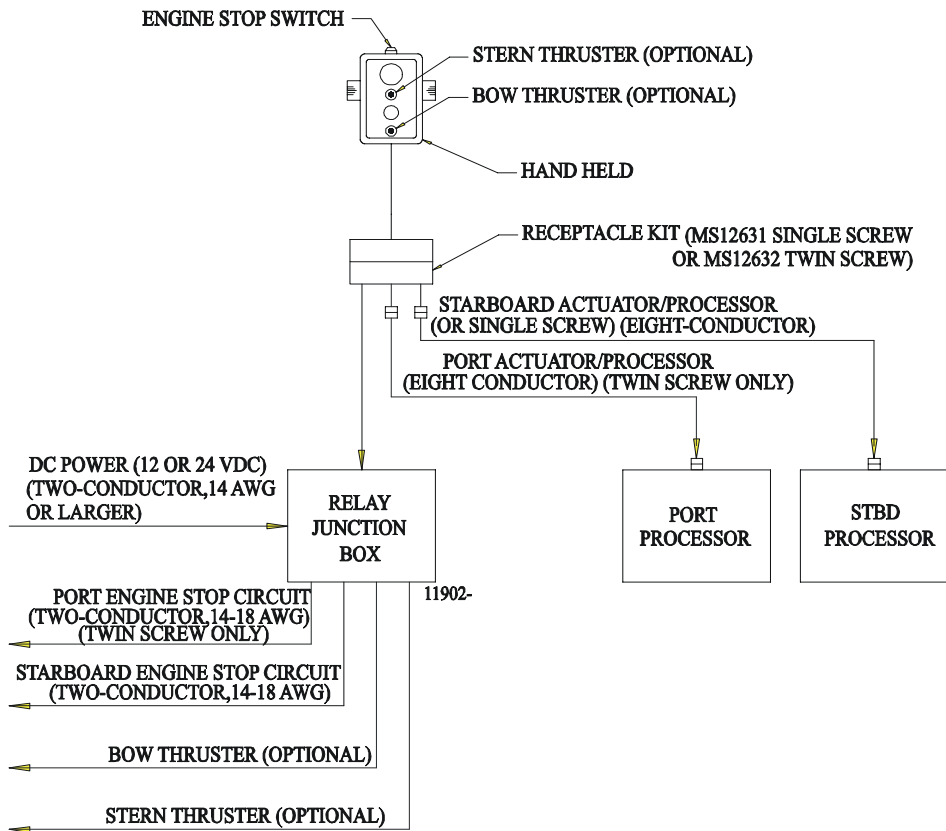 ENGINE STOP SWITCH
STERN THRUSTER (OPTIONAL)
BOW THRUSTER (OPTIONAL)
HAND HELD
RECEPTACLE KIT (MS12631 SINGLE SCREW
OR MS12632 TWIN SCREW)
STARBOARD ACTUATOR/PROCESSOR
(OR SINGLE SCREW) (EIGHT-CONDUCTOR)
PORT ACTUATOR/PROCESSOR
(EIGHT CONDUCTOR) (TWIN SCREW ONLY)
DC POWER (12 OR 24 VDC)
(TWO-CONDUCTOR,14 AWG
OR LARGER)
RELAY
JUNCTION
BOX
PORT
PROCESSOR
STBD
PROCESSOR
11902-
PORT ENGINE STOP CIRCUIT
(TWO-CONDUCTOR,14-18 AWG)
(TWIN SCREW ONLY)
STARBOARD ENGINE STOP CIRCUIT
(TWO-CONDUCTOR,14-18 AWG)
BOW THRUSTER (OPTIONAL)
STERN THRUSTER (OPTIONAL)